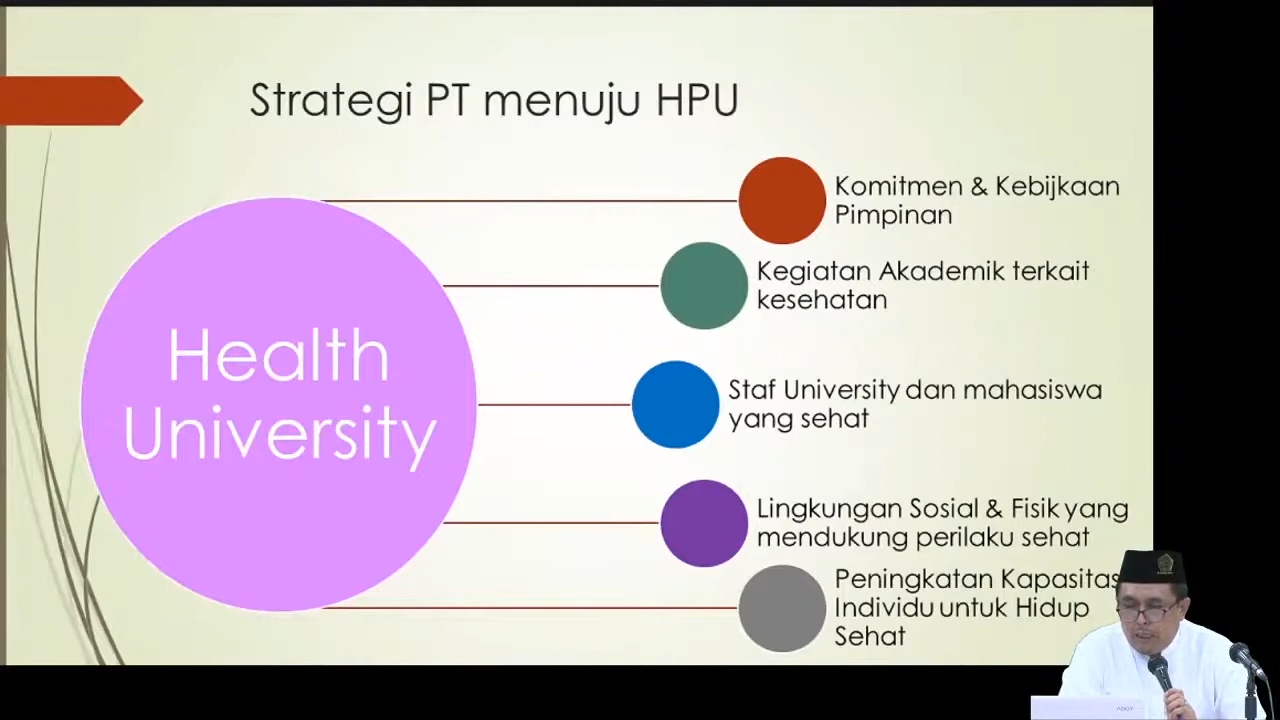 Strategi PT menuju HPU
Health
University
Komitmen & Kebijkaan
Pimpinan
Kegiatan Akademik terkait
kesehatan
Staf University dan mahasiswa
yang sehat
Lingkungan Sosial & Fisik yang
mendukung perilaku sehat
Peningkatan Kapasitas
Individu untuk Hidup
Sehat